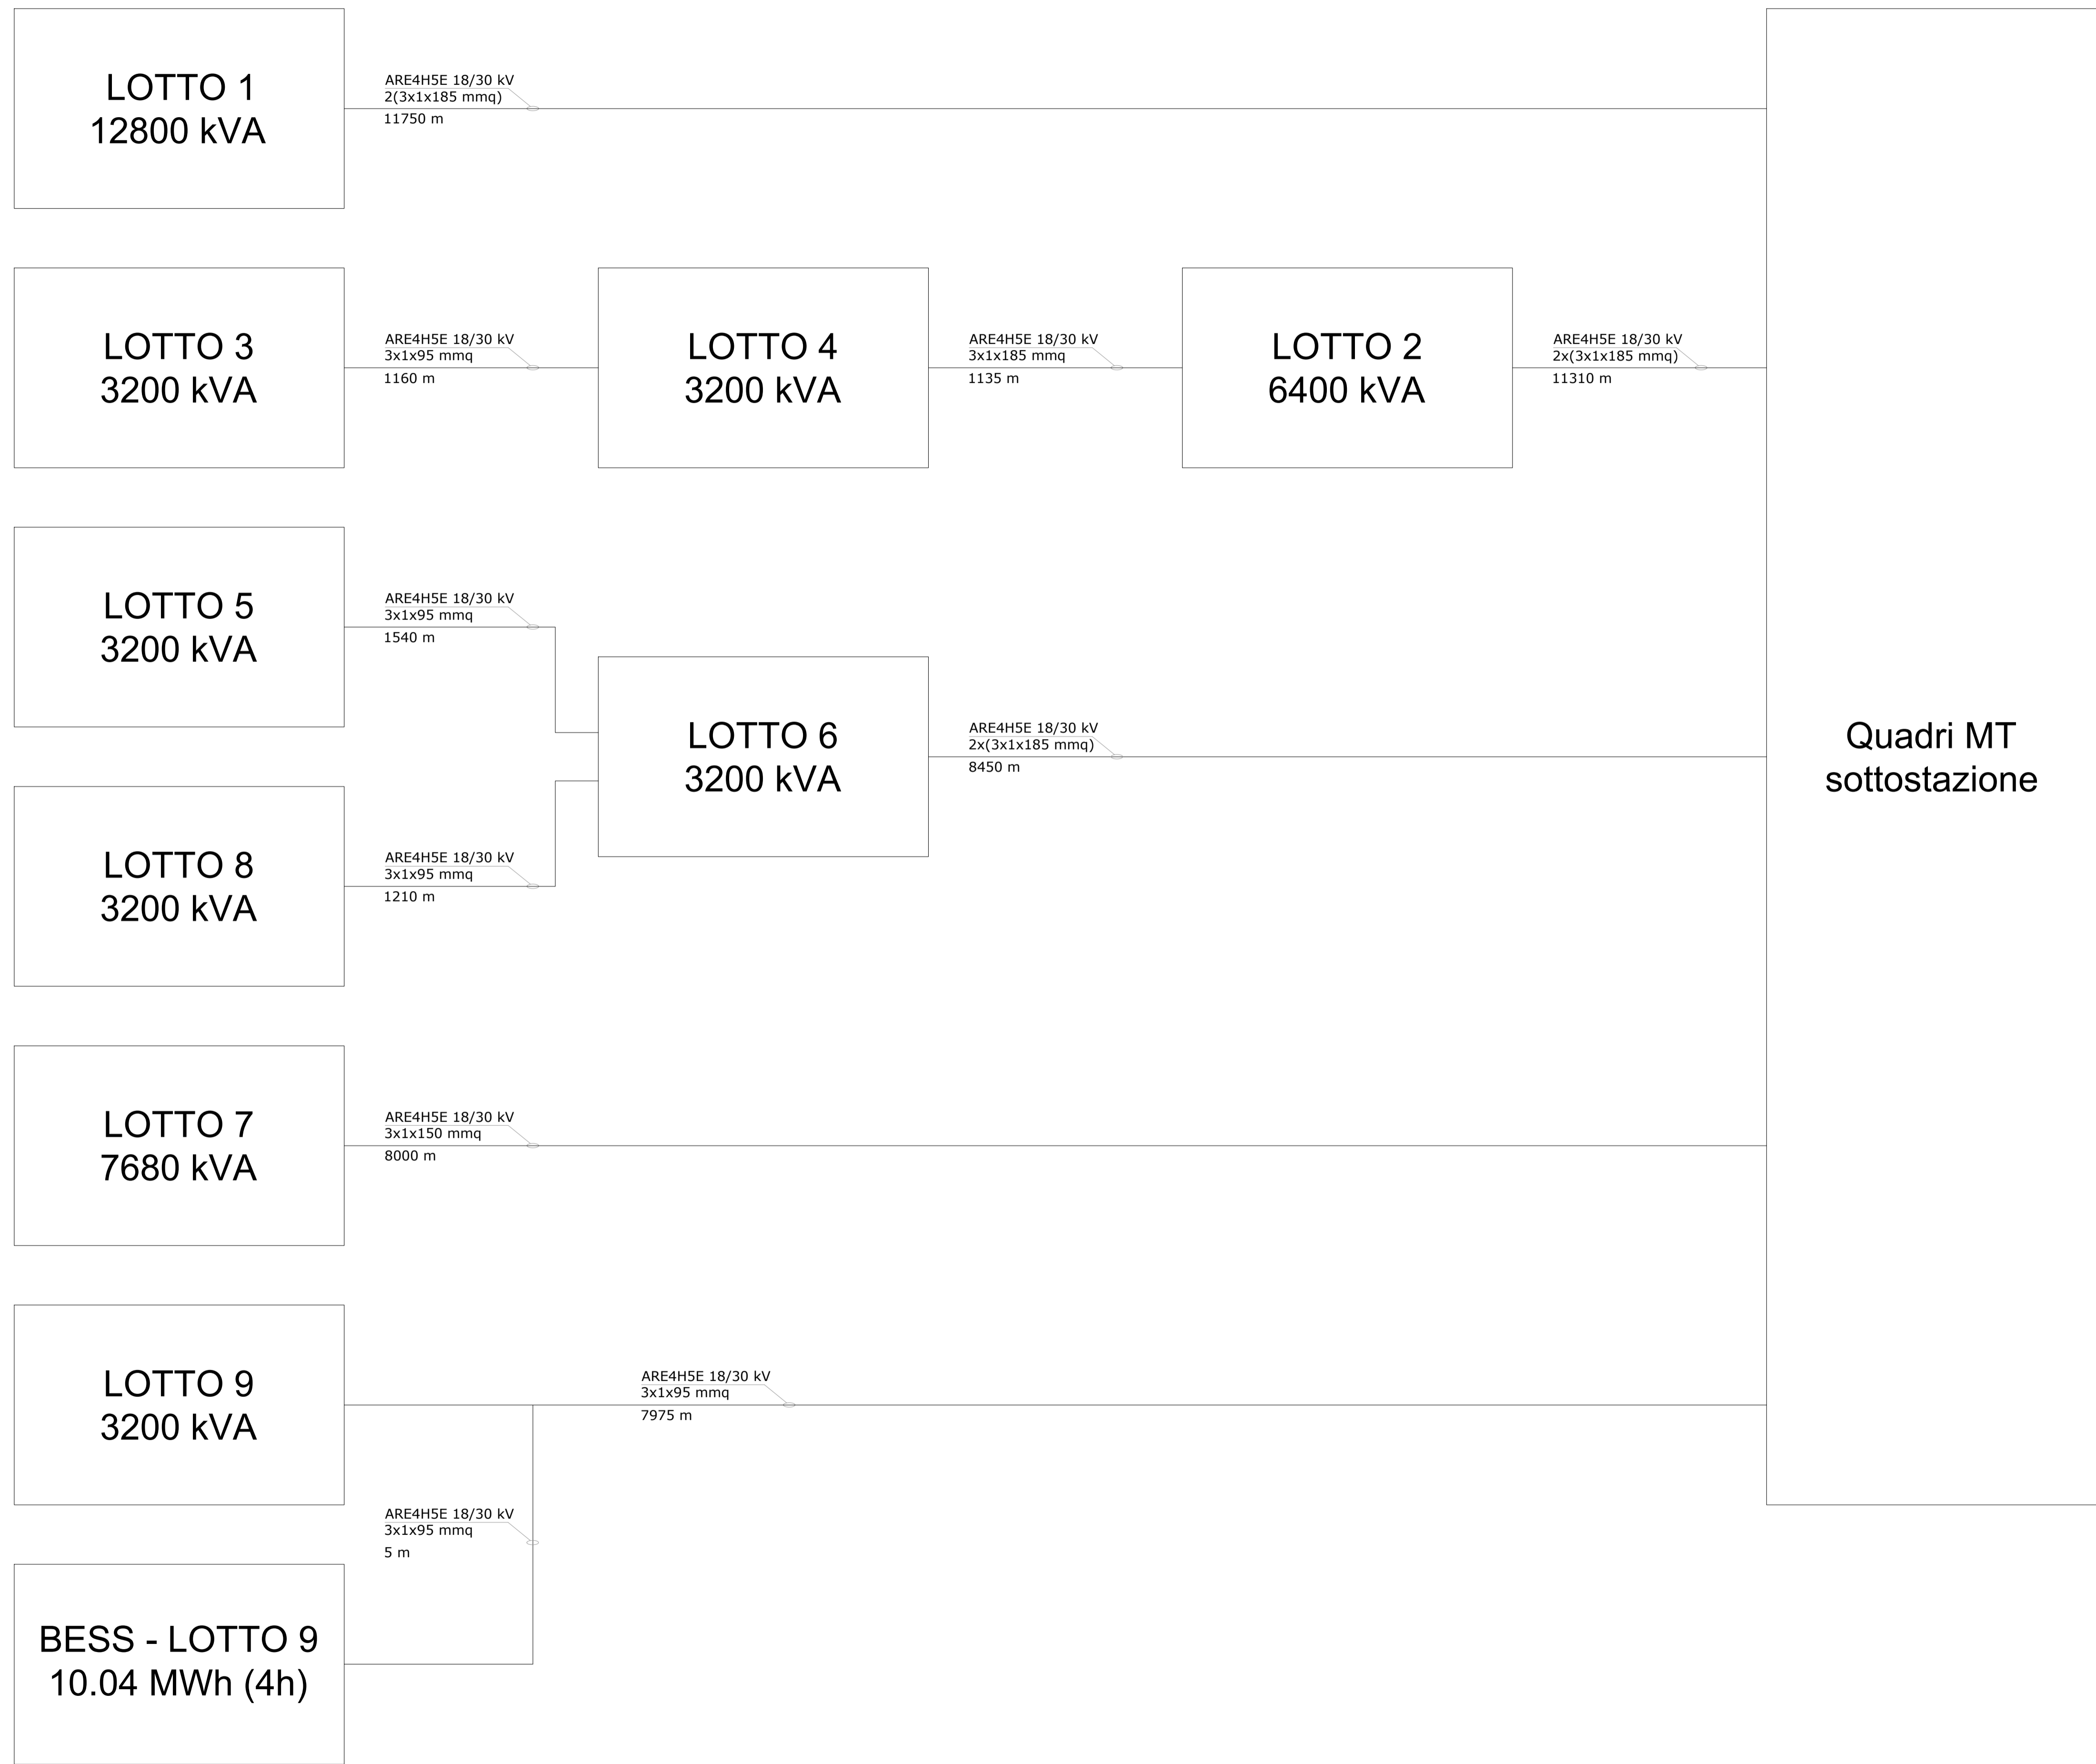 LOTTO 1
12800 kVA
ARE4H5E 18/30 kV
2(3x1x185 mmq)
11750 m
LOTTO 3
3200 kVA
ARE4H5E 18/30 kV
3x1x95 mmq
1160 m
LOTTO 4
3200 kVA
ARE4H5E 18/30 kV
3x1x185 mmq
1135 m
LOTTO 2
6400 kVA
ARE4H5E 18/30 kV
2x(3x1x185 mmq)
11310 m
LOTTO 5
3200 kVA
ARE4H5E 18/30 kV
3x1x95 mmq
1540 m
LOTTO 6
3200 kVA
ARE4H5E 18/30 kV
2x(3x1x185 mmq)
8450 m
Quadri MT
sottostazione
LOTTO 8
3200 kVA
ARE4H5E 18/30 kV
3x1x95 mmq
1210 m
LOTTO 7
7680 kVA
ARE4H5E 18/30 kV
3x1x150 mmq
8000 m
LOTTO 9
3200 kVA
ARE4H5E 18/30 kV
3x1x95 mmq
7975 m
ARE4H5E 18/30 kV
3x1x95 mmq
5 m
BESS - LOTTO 9
10.04 MWh (4h)